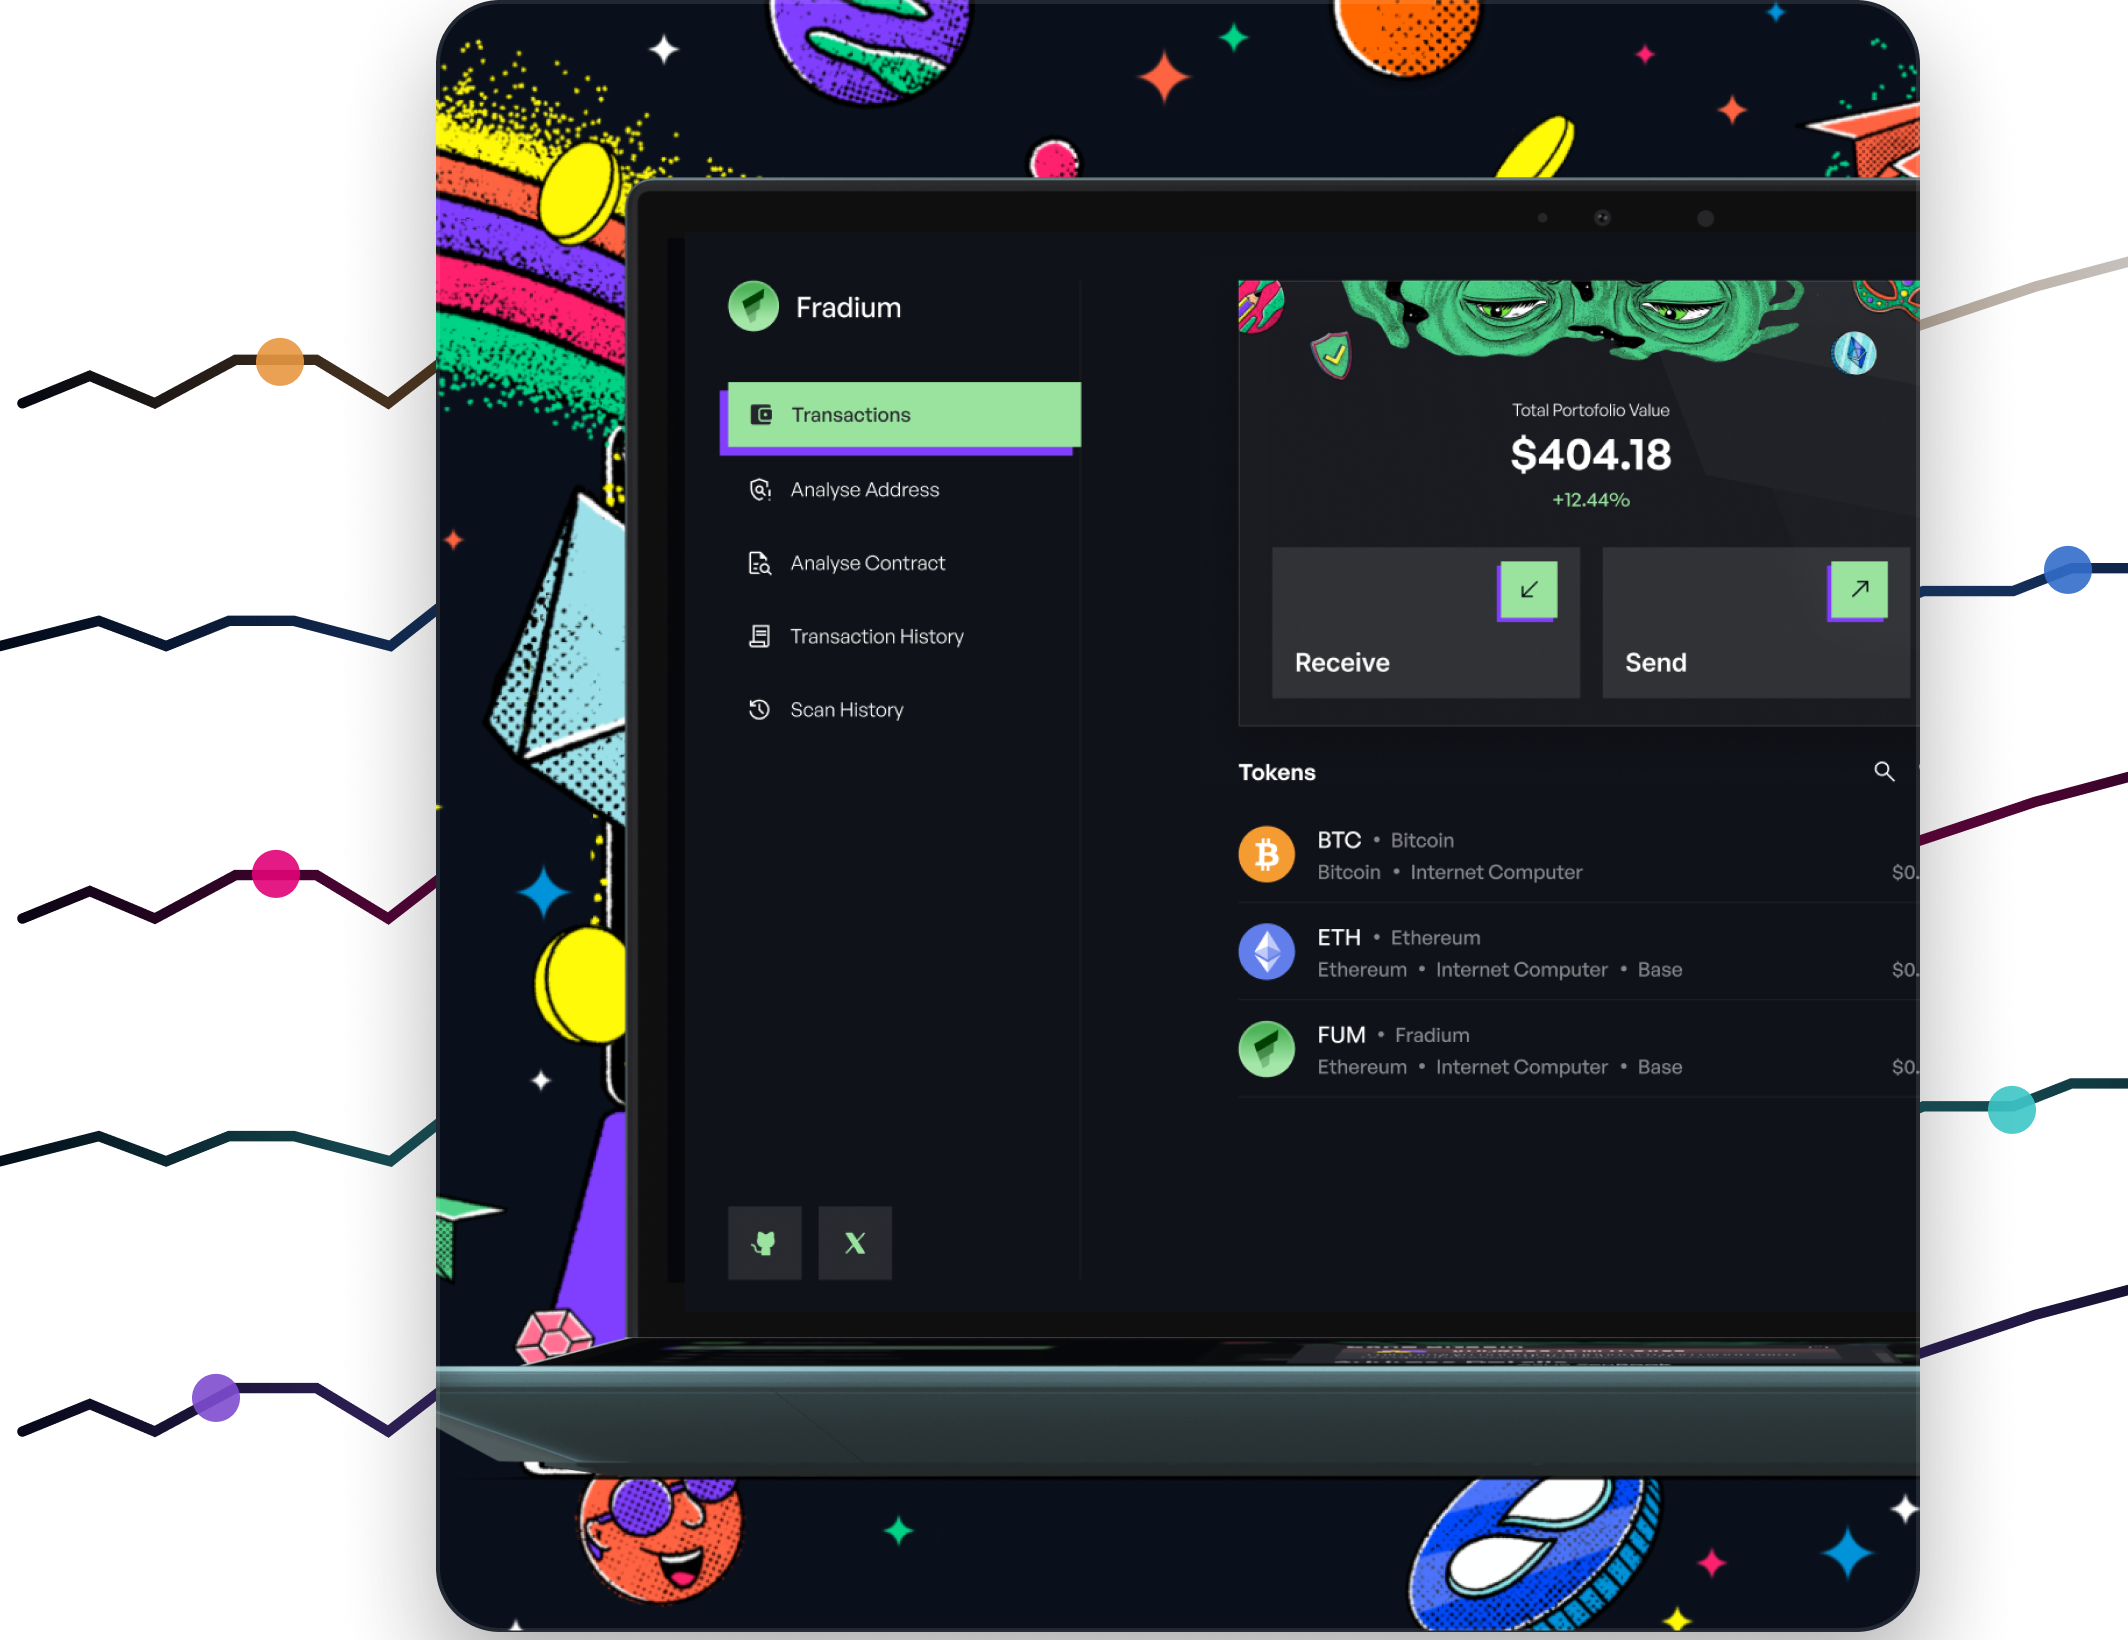 Fradium
Transactions
Analyse Address
Analyse Contract
Transaction History
Scan History
Total Portofolio Value
$404.18
+12.44%
Receive
Send
Tokens
BTC • Bitcoin
Bitcoin • Internet Computer
$0.
ETH • Ethereum
Ethereum • Internet Computer • Base
$0.
FUM • Fradium
Ethereum • Internet Computer • Base
$0.